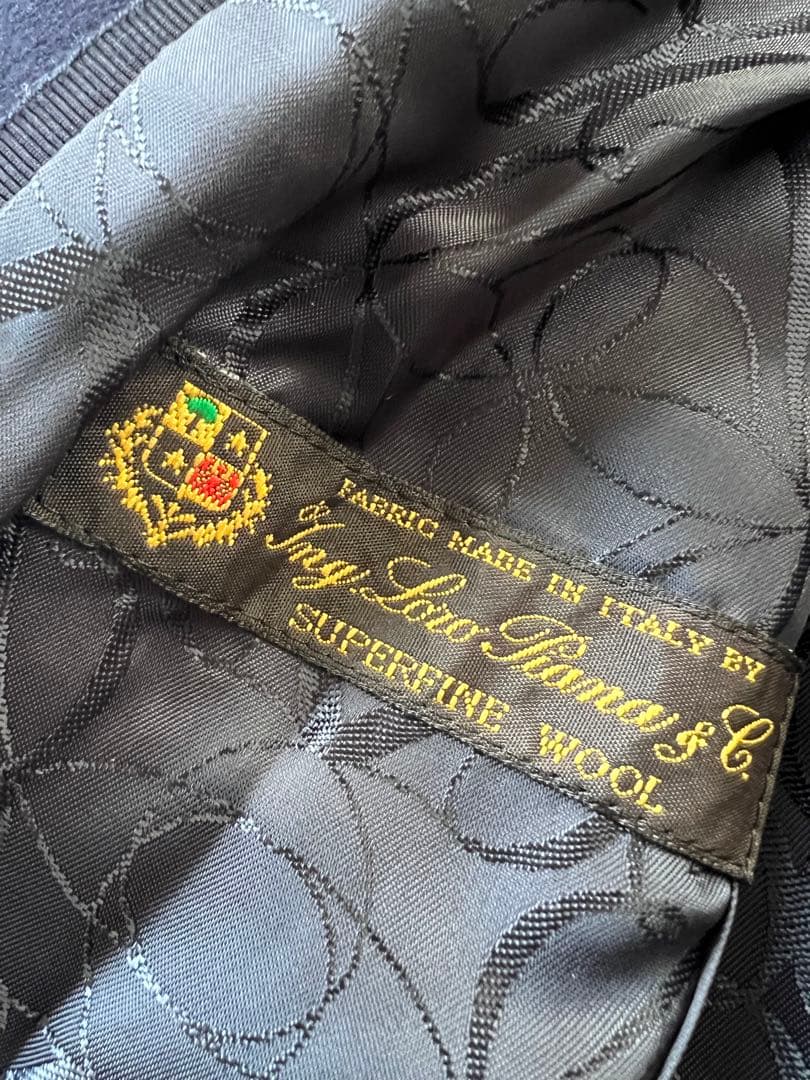 FABRIC MADE IN ITALY BY
Ing. Loro Piana & C.
SUPERFINE WOOL